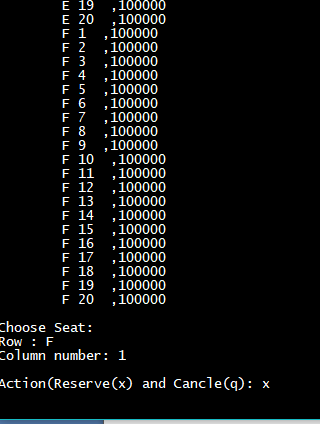 E 19 ,100000
E 20 ,100000
F 1 ,100000
F 2 ,100000
F 3 ,100000
F 4 ,100000
F 5 ,100000
F 6 ,100000
F 7 ,100000
F 8 ,100000
F 9 ,100000
F 10 ,100000
F 11 ,100000
F 12 ,100000
F 13 ,100000
F 14 ,100000
F 15 ,100000
F 16 ,100000
F 17 ,100000
F 18 ,100000
F 19 ,100000
F 20 ,100000
Choose Seat:
Row : F
Column number: 1
Action(Reserve(x) and Cancle(q): x